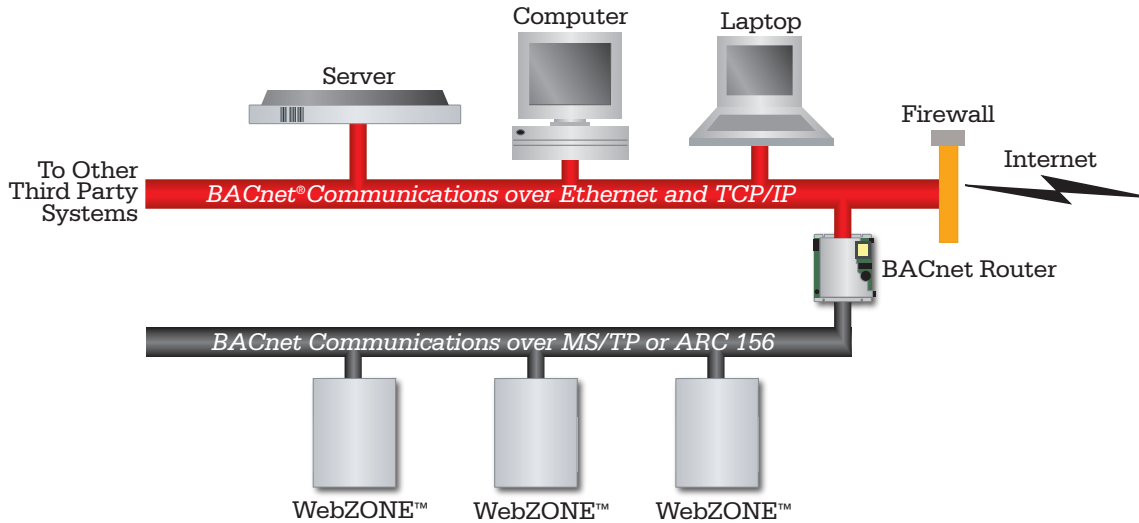 Computer
Laptop
Server
Firewall
Internet
To Other
Third Party
Systems
BACnet® Communications over Ethernet and TCP/IP
BACnet Router
BACnet Communications over MS/TP or ARC 156
WebZONE™
WebZONE™
WebZONE™